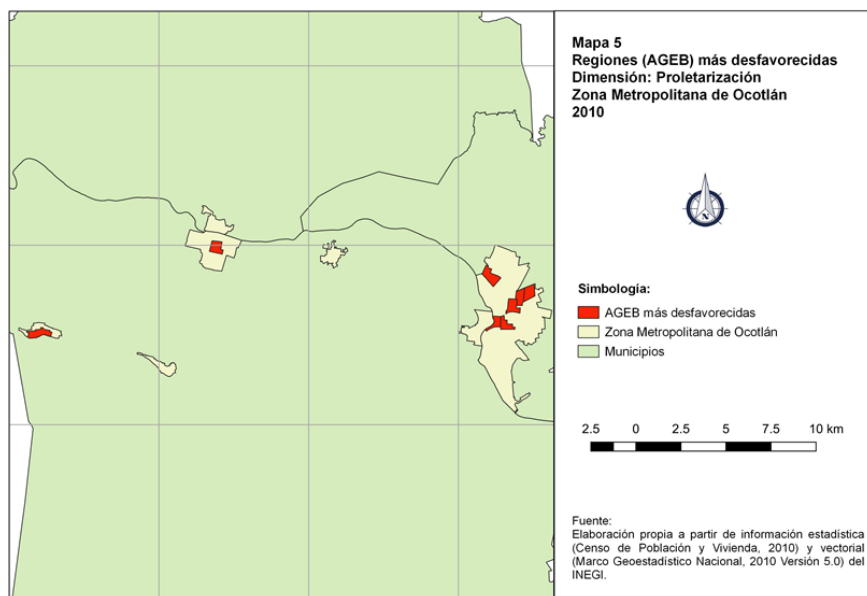 Mapa 5
Regiones (AGEB) más desfavorecidas
Dimensión: Proletarización
Zona Metropolitana de Ocotlán
2010
N
Simbología:
AGEB más desfavorecidas
Zona Metropolitana de Ocotlán
Municipios
2.5 0 2.5 5 7.5 10 km
Fuente:
Elaboración propia a partir de información estadística
(Censo de Población y Vivienda, 2010) y vectorial
(Marco Geoestadístico Nacional, 2010 Versión 5.0) del
INEGI.